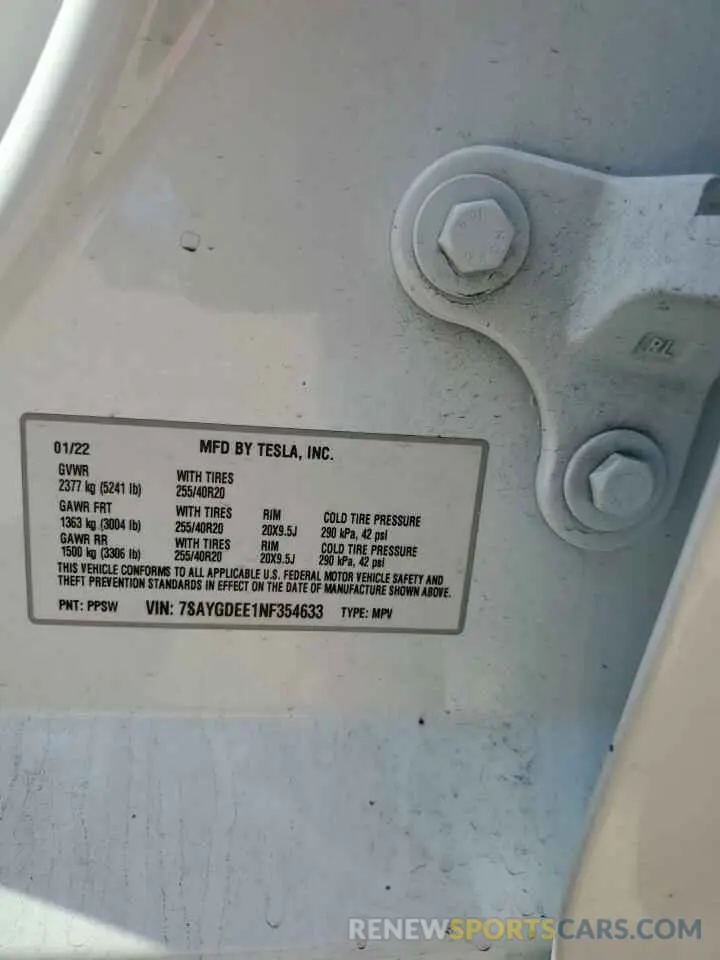 01/22 MFD BY TESLA, INC.
GVWR WITH TIRES
2377 kg (5241 lb) 255/40R20
GAWR FRT WITH TIRES RIM COLD TIRE PRESSURE
1363 kg (3004 lb) 255/40R20 20X9.5J 290 kPa, 42 psi
GAWR RR WITH TIRES RIM COLD TIRE PRESSURE
1500 kg (3306 lb) 255/40R20 20X9.5J 290 kPa, 42 psi
THIS VEHICLE CONFORMS TO ALL APPLICABLE U.S. FEDERAL MOTOR VEHICLE SAFETY AND
THEFT PREVENTION STANDARDS IN EFFECT ON THE DATE OF MANUFACTURE SHOWN ABOVE.
PNT: PPSW VIN: 7SAYGDEE1NF354633 TYPE: MPV
RL
RENEWSPORTSCARS.COM